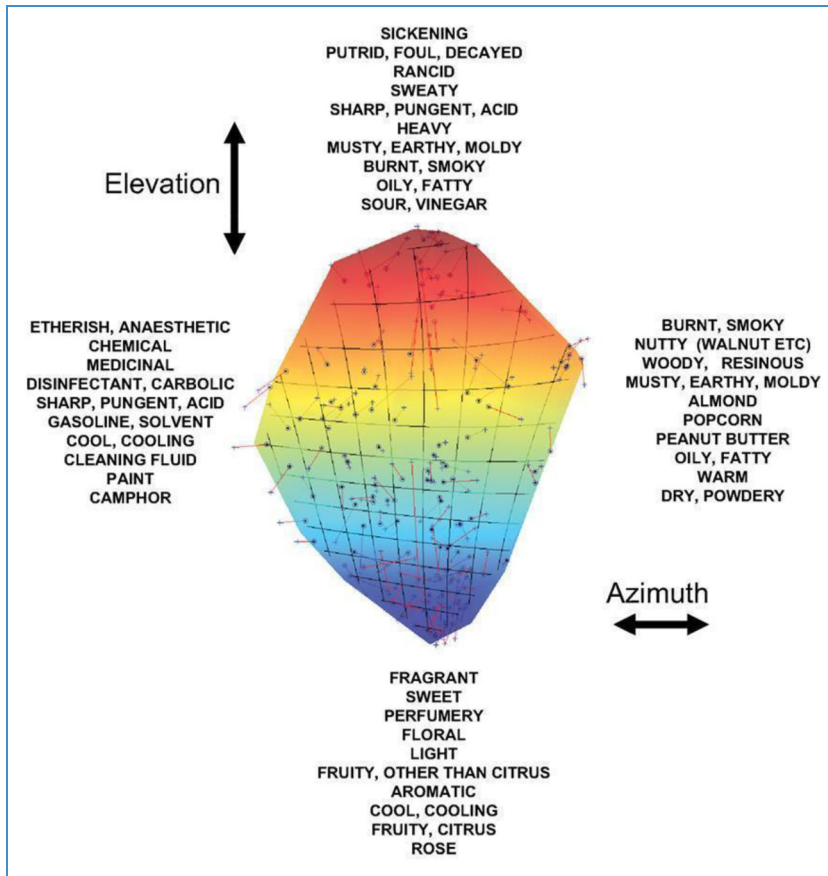 SICKENING
PUTRID, FOUL, DECAYED
RANCID
SWEATY
SHARP, PUNGENT, ACID
HEAVY
MUSTY, EARTHY, MOLDY
BURNT, SMOKY
OILY, FATTY
SOUR, VINEGAR
Elevation
ETHERISH, ANAESTHETIC
CHEMICAL
MEDICINAL
DISINFECTANT, CARBOLIC
SHARP, PUNGENT, ACID
GASOLINE, SOLVENT
COOL, COOLING
CLEANING FLUID
PAINT
CAMPHOR
BURNT, SMOKY
NUTTY (WALNUT ETC)
WOODY, RESINOUS
MUSTY, EARTHY, MOLDY
ALMOND
POPCORN
PEANUT BUTTER
OILY, FATTY
WARM
DRY, POWDERY
Azimuth
FRAGRANT
SWEET
PERFUMERY
FLORAL
LIGHT
FRUITY, OTHER THAN CITRUS
AROMATIC
COOL, COOLING
FRUITY, CITRUS
ROSE